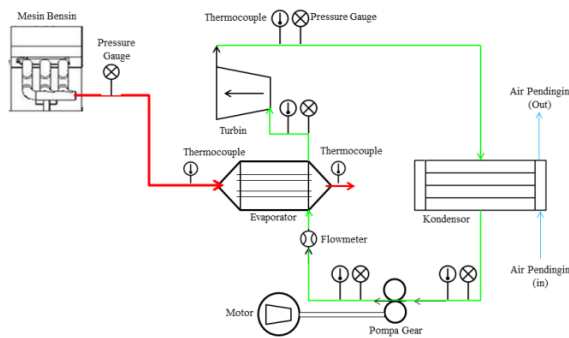 Mesin Bensin
Pressure
Gauge
Thermocouple
Pressure Gauge
Turbin
Air Pendingin
(Out)
Thermocouple
Thermocouple
Evaporator
Kondensor
Flowmeter
Air Pendingin
(in)
Motor
Pompa Gear